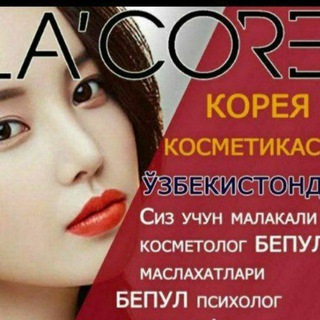 LA'CORE
КОРЕЯ
КОСМЕТИКАС
ЎЗБЕКИСТОНД
СИЗ УЧУН МАЛАКАЛИ
КОСМЕТОЛОГ БЕПУЛ
МАСЛАХАТЛАРИ
БЕПУЛ ПСИХОЛОГ